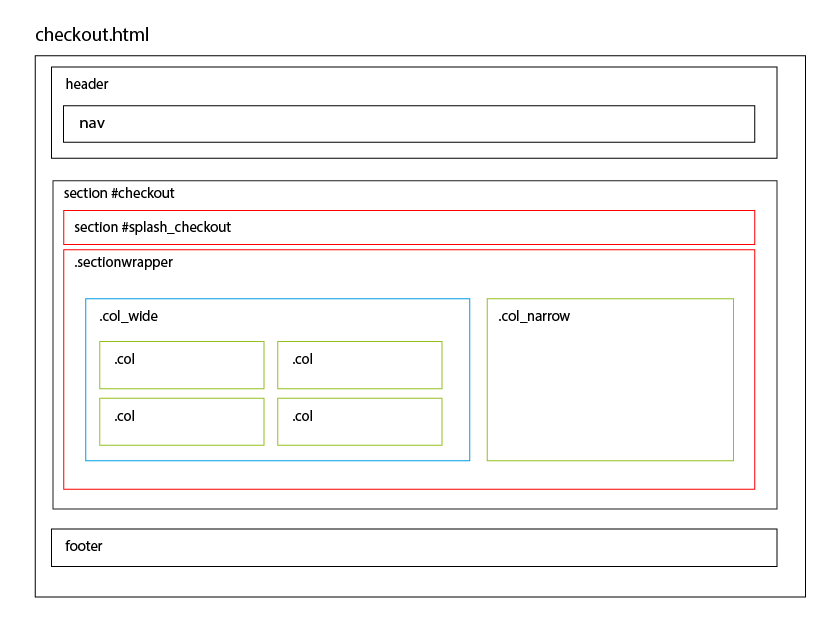 checkout.html
header
nav
section #checkout
section #splash_checkout
.sectionwrapper
.col_wide
.col_narrow
.col
.col
.col
.col
footer